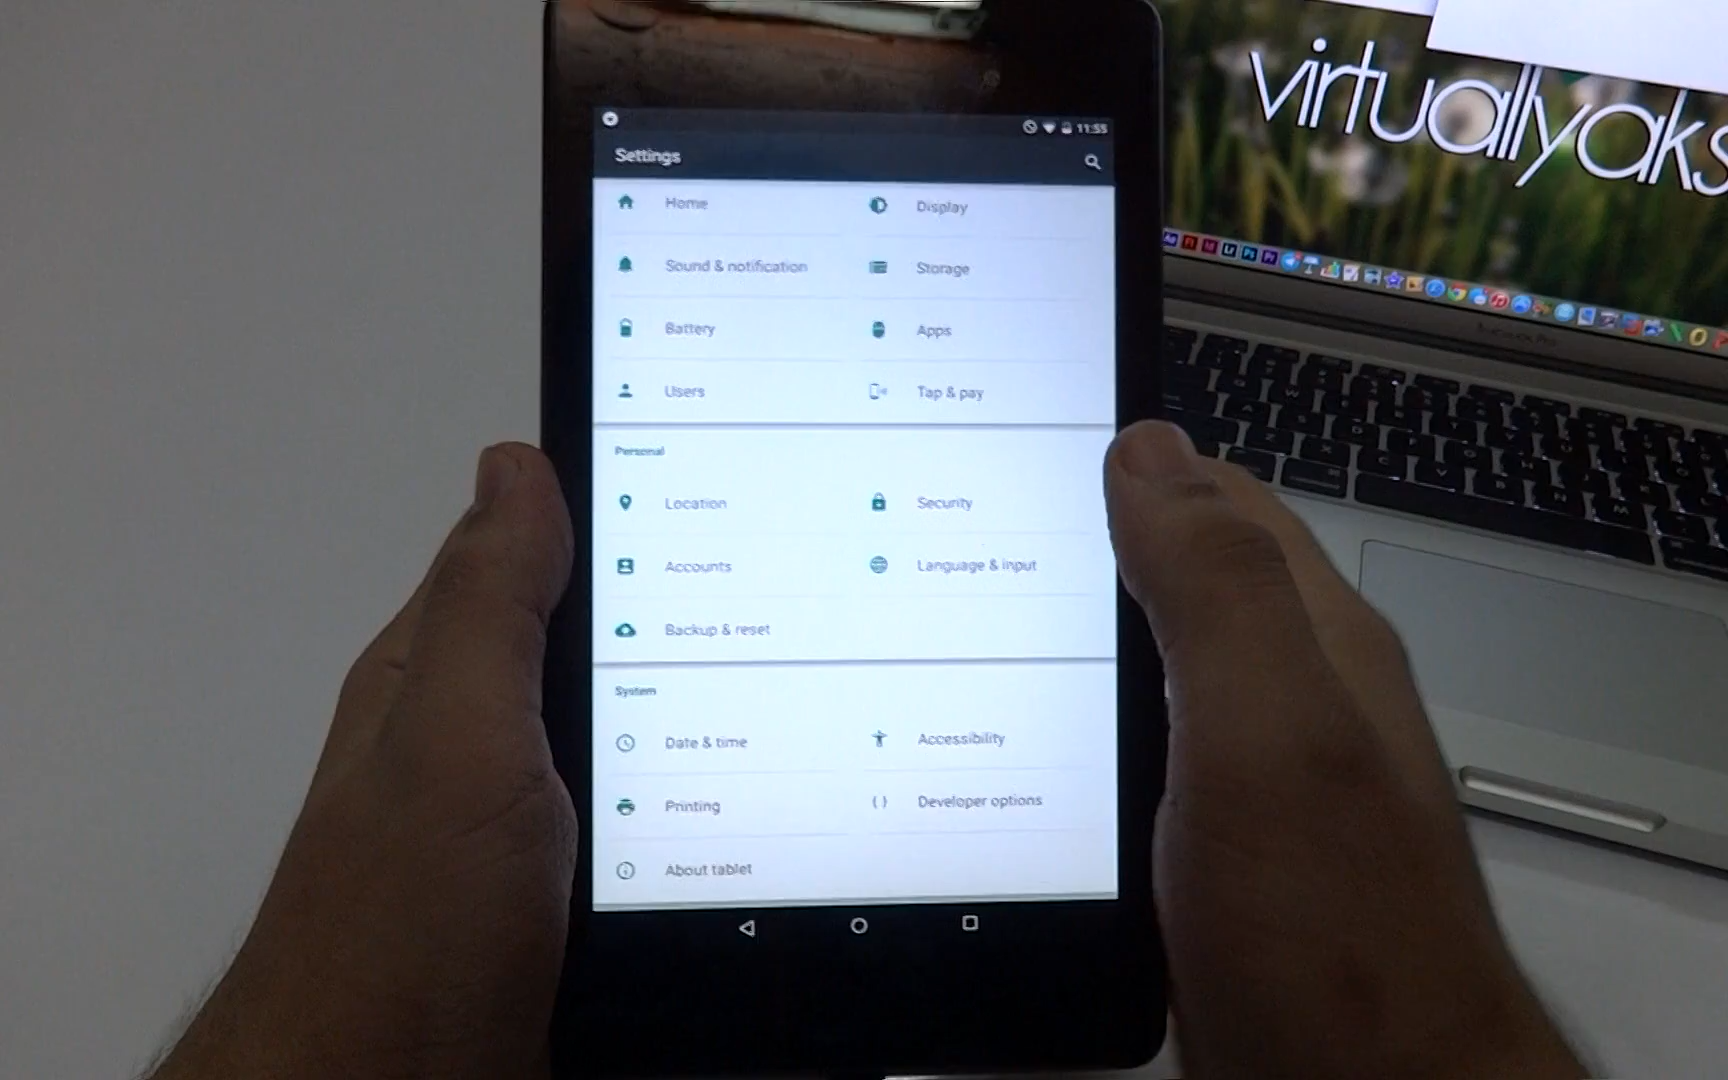 virtuallyaks
11:55
Settings
Home
Display
Sound & notification
Storage
Battery
Apps
Users
Tap & pay
Personal
Location
Security
Accounts
Language & input
Backup & reset
System
Date & time
Accessibility
Printing
Developer options
About tablet